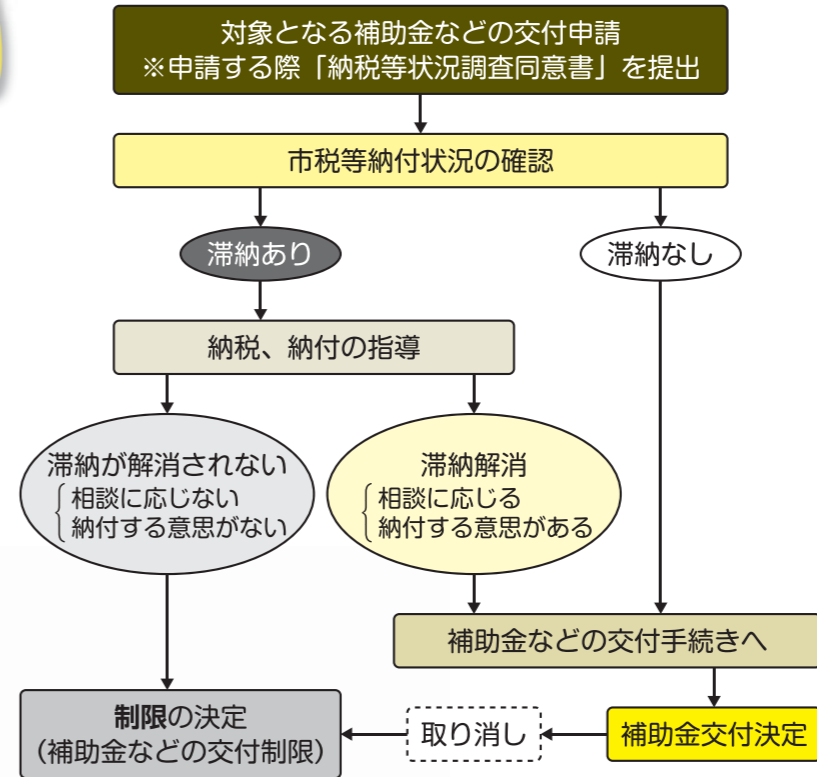 対象となる補助金などの交付申請
※申請する際「納税等状況調査同意書」を提出
市税等納付状況の確認
滞納あり
滞納なし
納税、納付の指導
滞納が解消されない
相談に応じない
納付する意思がない
滞納解消
相談に応じる
納付する意思がある
補助金などの交付手続きへ
制限の決定
(補助金などの交付制限)
取り消し
補助金交付決定